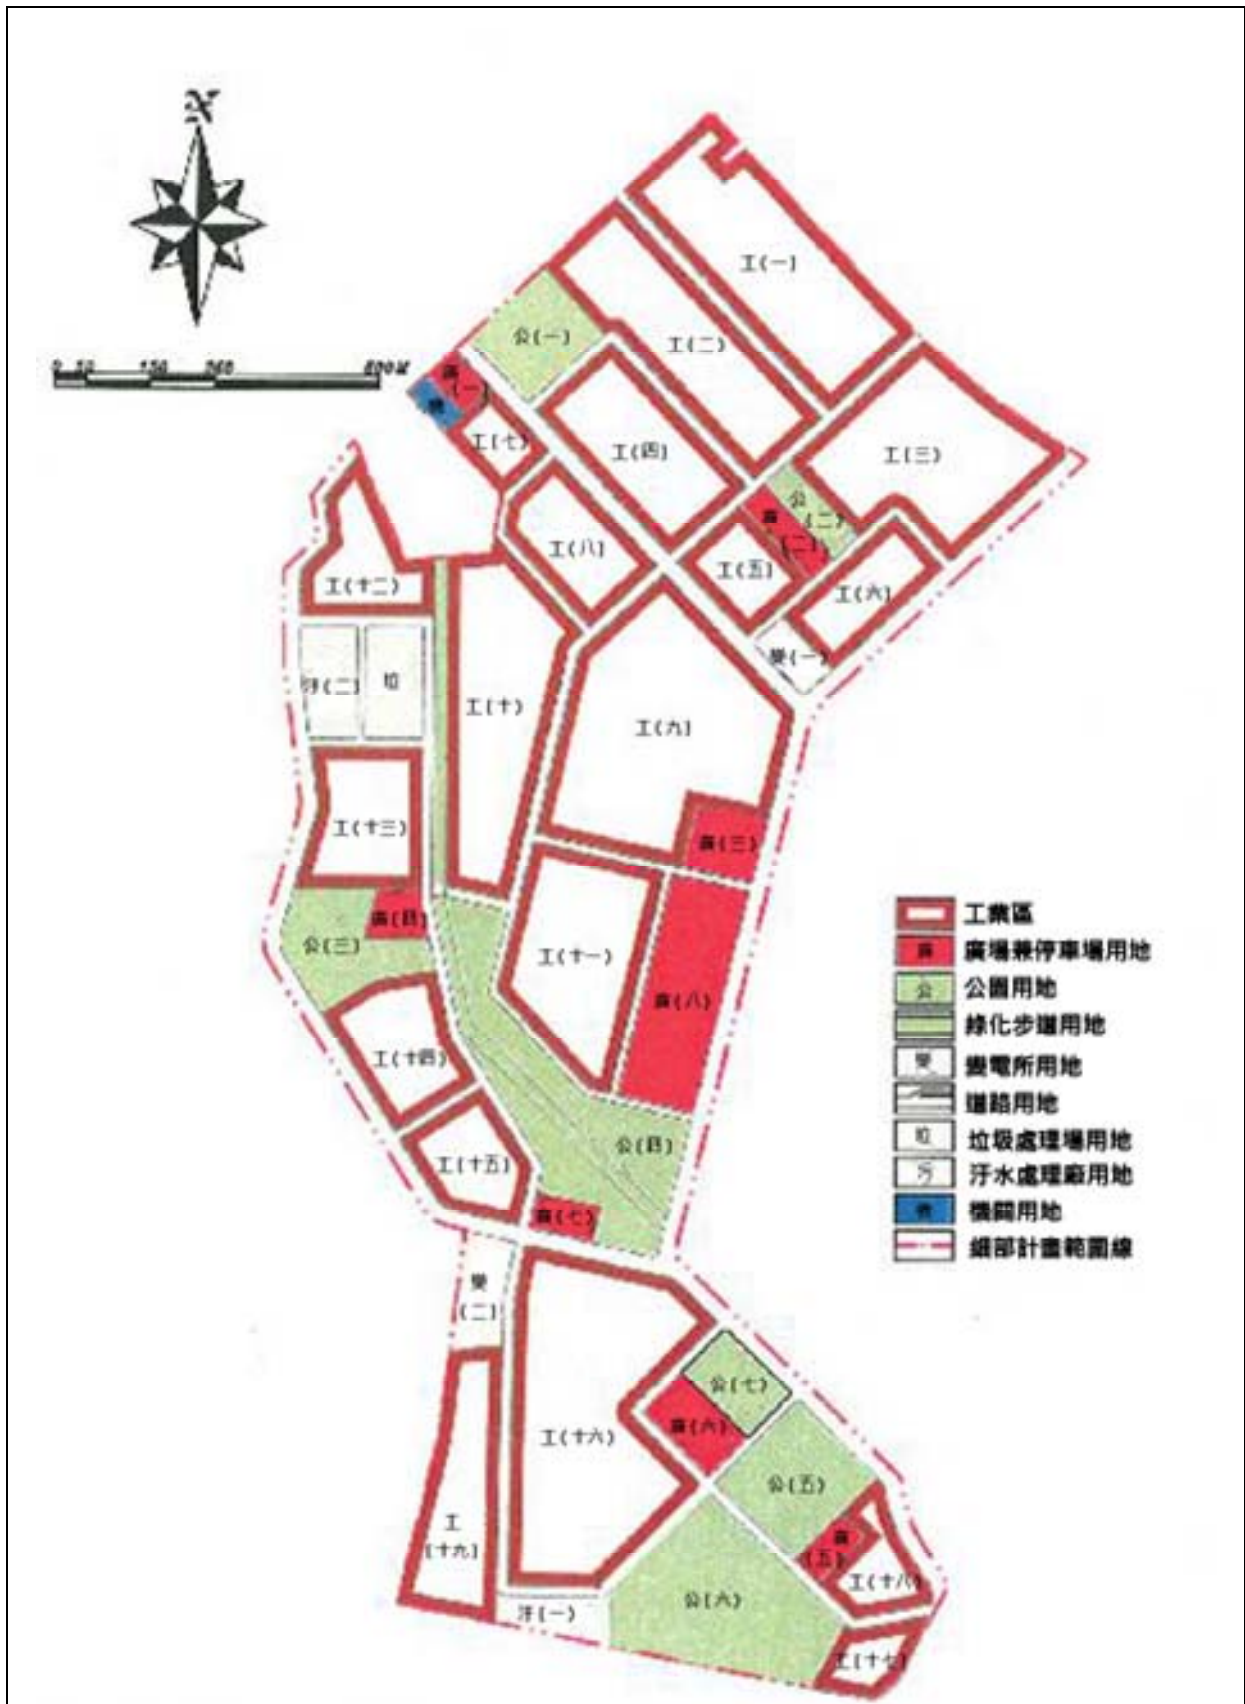 N
工(一)
公(一)
工(二)
廣
(一)
機
工(七)
工(四)
工(三)
公
(二)
廣
(二)
工(八)
工(五)
工(六)
工(十二)
變(一)
汙(二)
垃
工(十)
工(九)
工(十三)
廣(三)
廣(四)
公(三)
工(十一)
廣(八)
工(十四)
公(四)
工(十五)
廣(七)
變
(二)
公(七)
廣(六)
工(十六)
公(五)
工
(十九)
廣
(五)
工(十八)
公(六)
汙(一)
工(十七)
工業區
廣 廣場兼停車場用地
公 公園用地
綠化步道用地
變 變電所用地
道路用地
垃 垃圾處理場用地
汙 汙水處理廠用地
機 機關用地
細部計畫範圍線